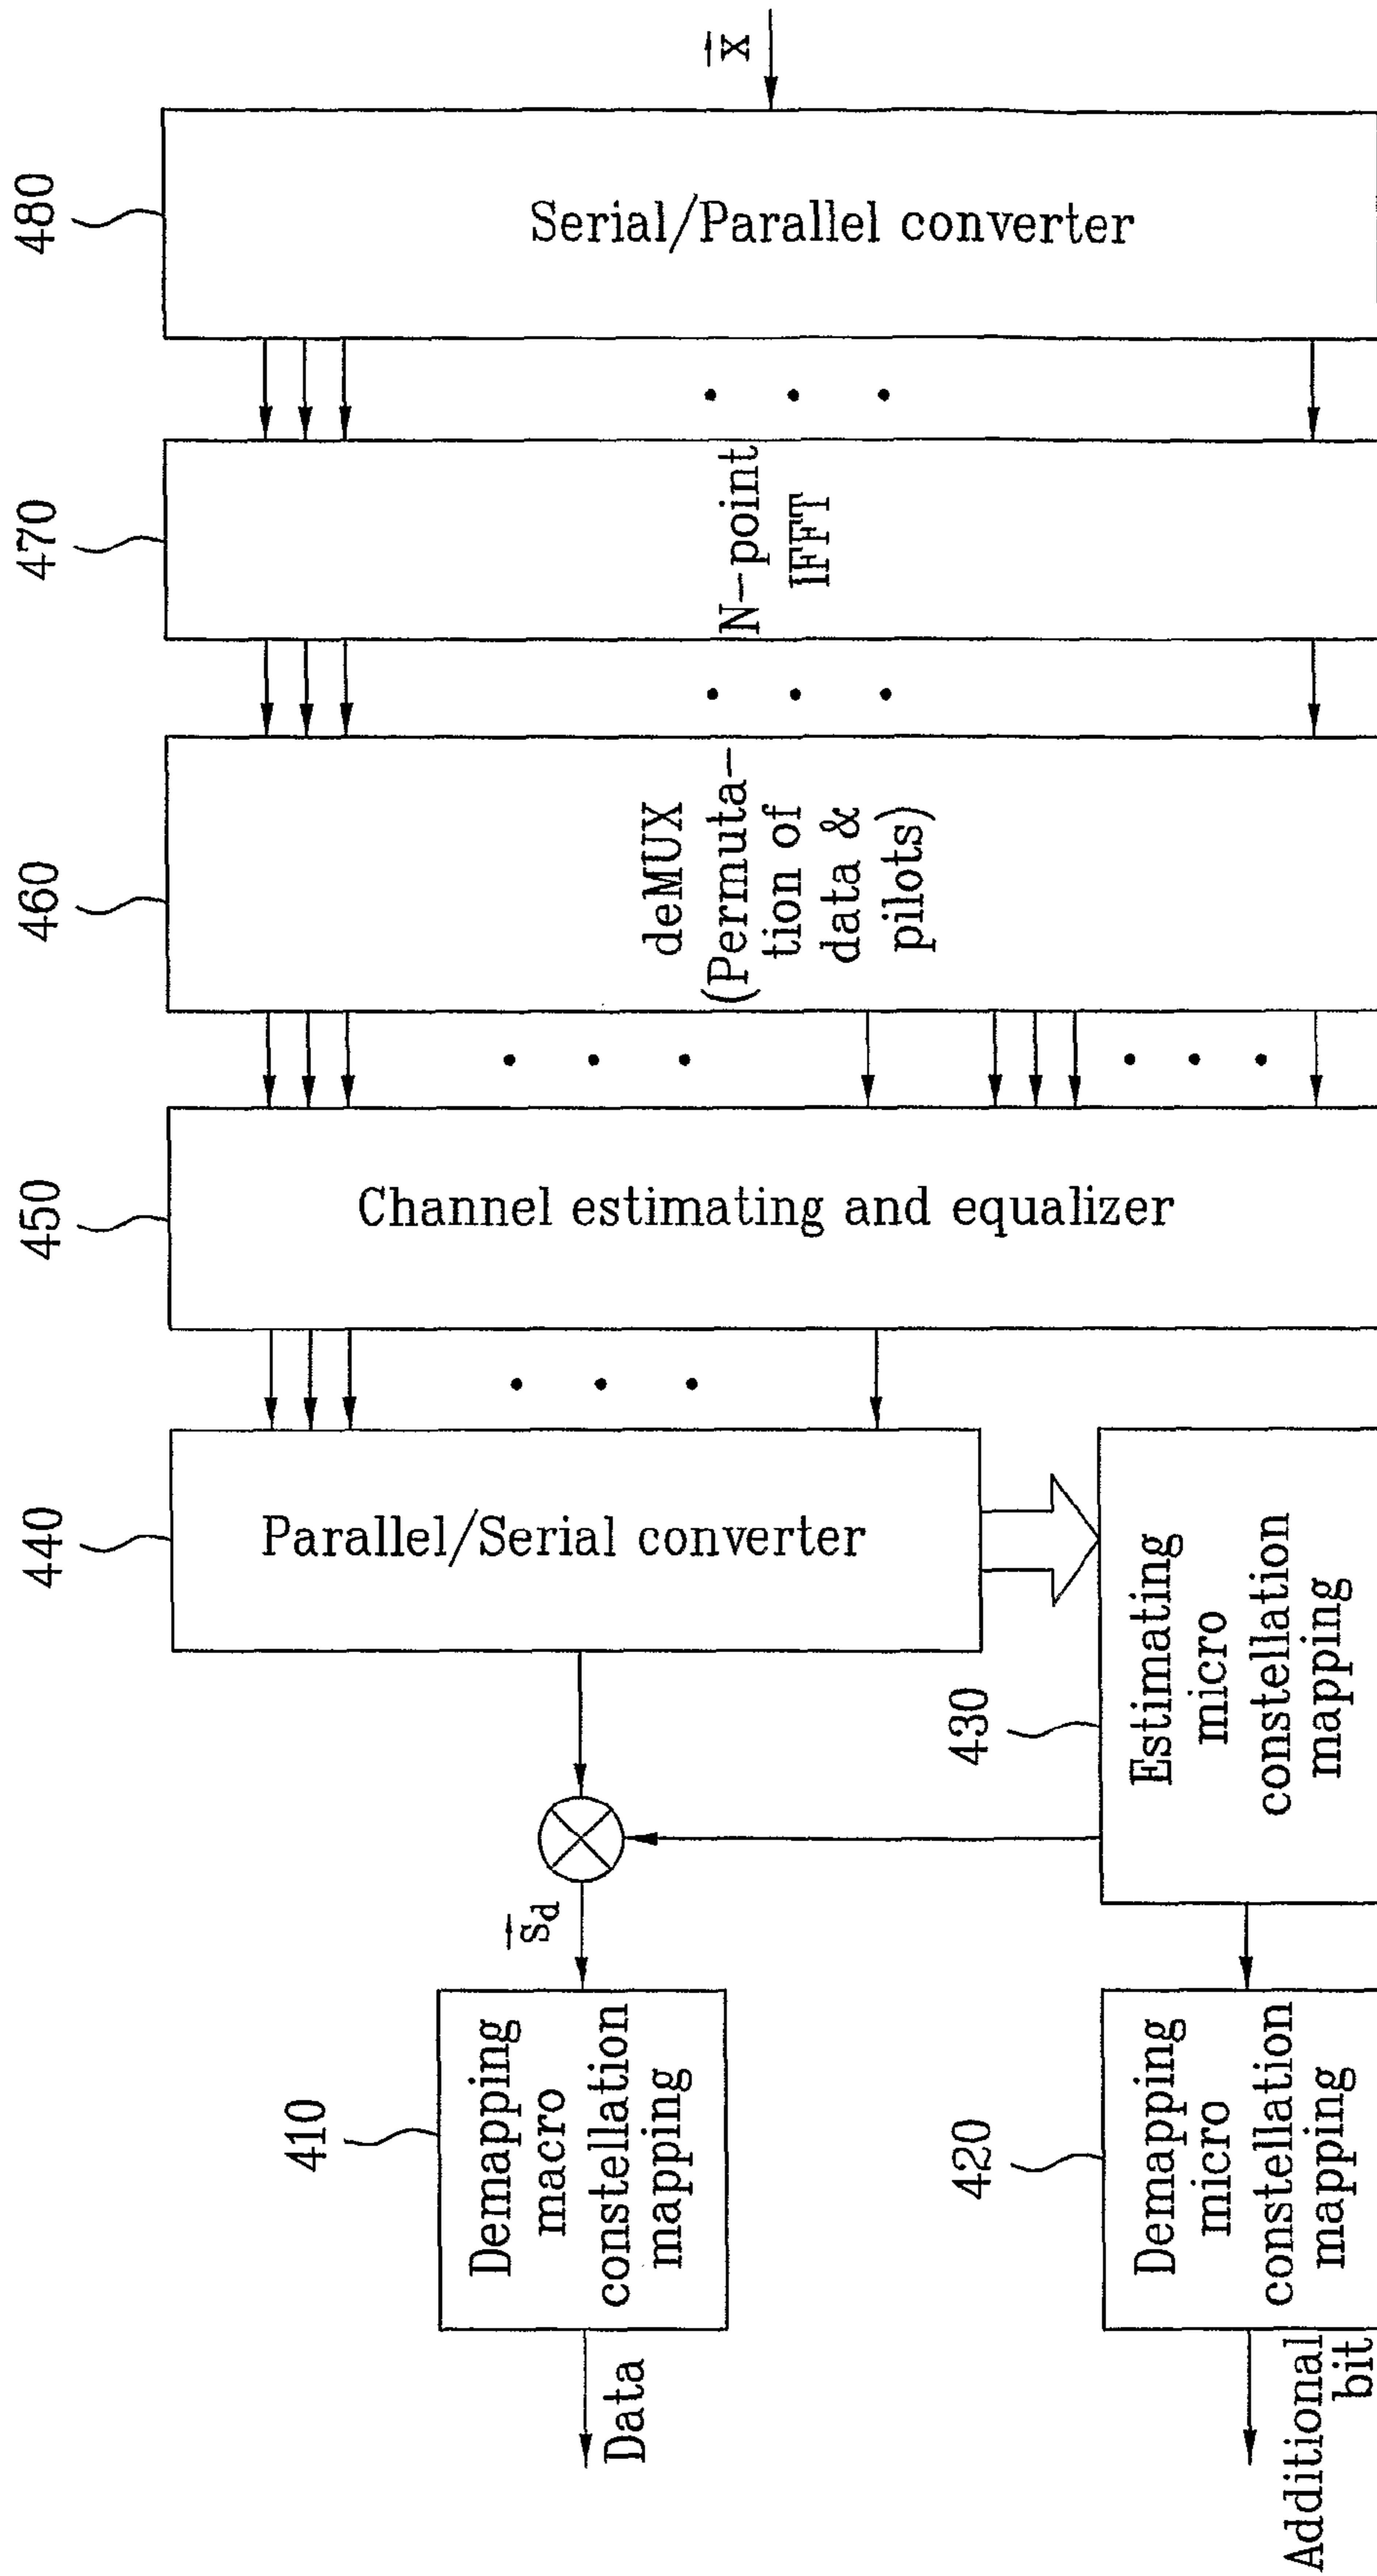 x
480
Serial/Parallel converter
470
N-point
IFFT
460
deMUX
(Permuta-
tion of
data &
pilots)
450
Channel estimating and equalizer
440
Parallel/Serial converter
430
Estimating
micro
constellation
mapping
sd
410
Demapping
macro
constellation
mapping
420
Demapping
micro
constellation
mapping
Data
Additional
bit